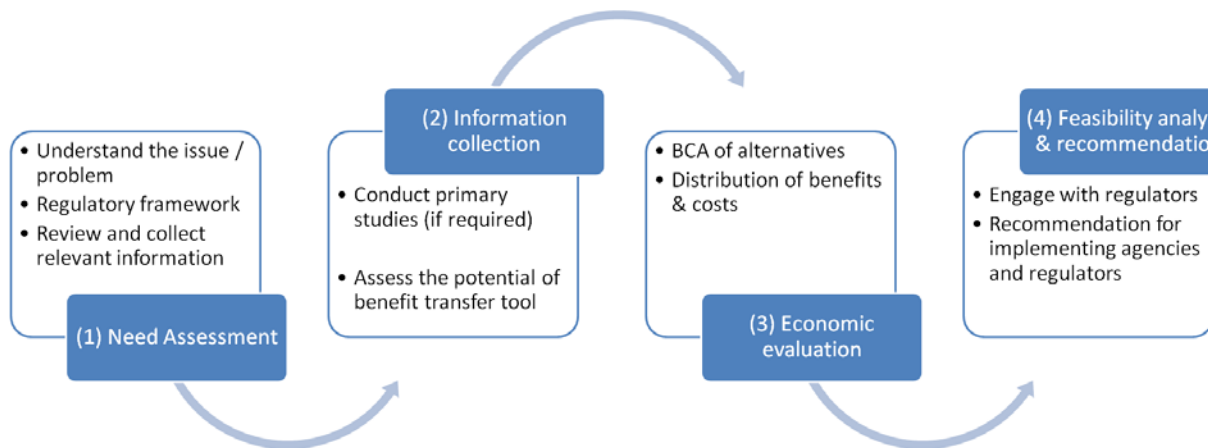 • Understand the issue /
problem
• Regulatory framework
• Review and collect
relevant information
(1) Need Assessment
(2) Information
collection
• Conduct primary
studies (if required)
• Assess the potential of
benefit transfer tool
• BCA of alternatives
• Distribution of benefits
& costs
(3) Economic
evaluation
(4) Feasibility analy
& recommendatio
• Engage with regulators
• Recommendation for
implementing agencies
and regulators